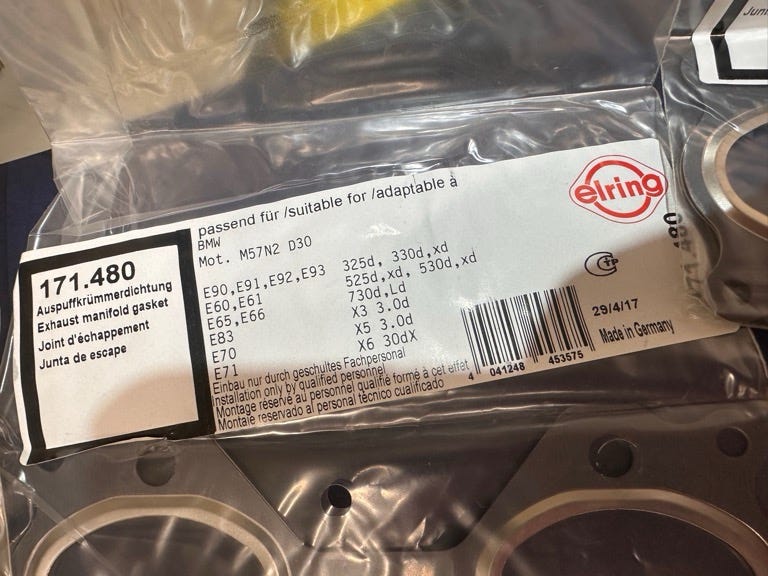 elring
passend für /suitable for /adaptable à
BMW
Mot. M57N2 D30
E90,E91,E92,E93 325d, 330d,xd
E60,E61 525d,xd, 530d,xd
E65,E66 730d,Ld
E83 X3 3.0d
E70 X5 3.0d
E71 X6 30dX
Einbau nur durch geschultes Fachpersonal
Installation only by qualified personnel
Montage réservé au personnel qualifié formé à cet effet
Montaje reservado al personal técnico cualificado
171.480
Auspuffkrümmerdichtung
Exhaust manifold gasket
Joint d'échappement
Junta de escape
29/4/17
Made in Germany
4 041248 453575